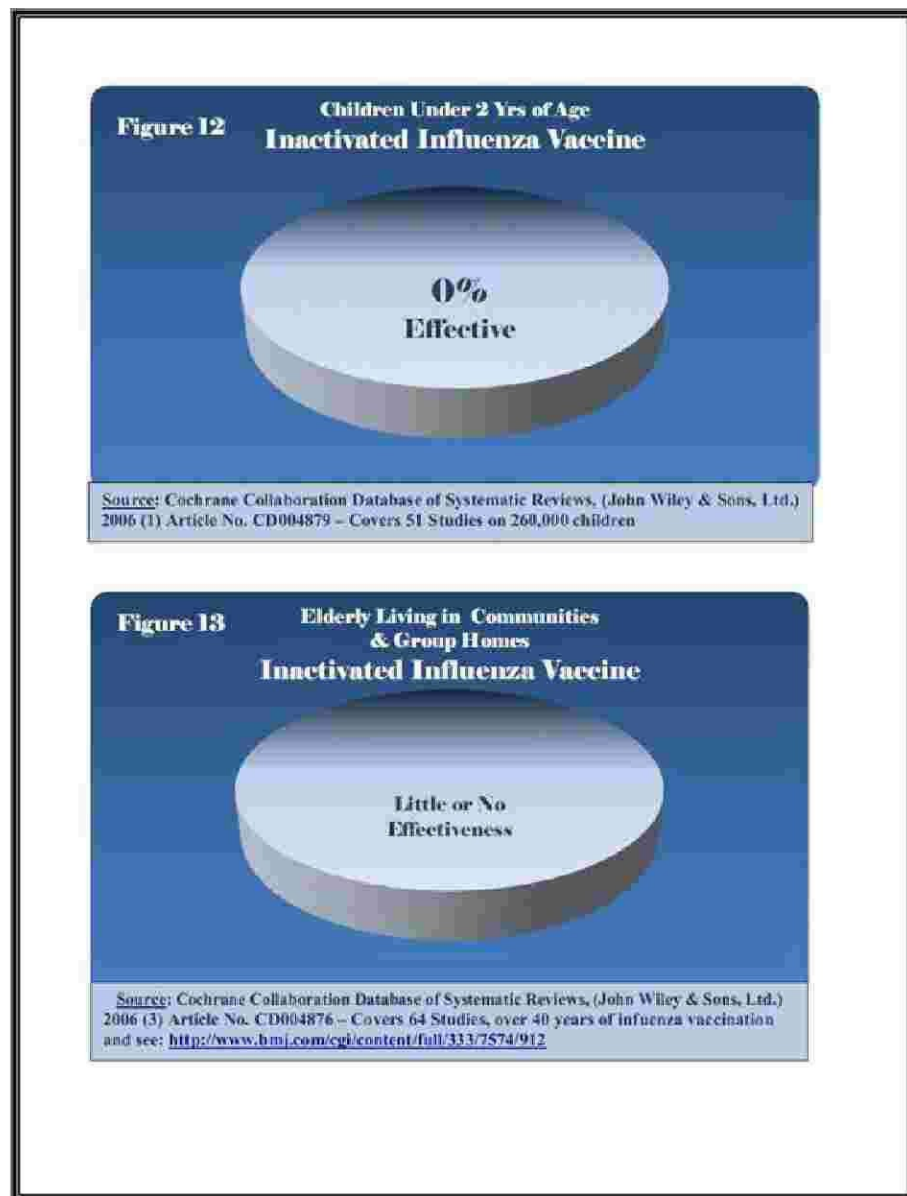 Figure 12
Children Under 2 Yrs of Age
Inactivated Influenza Vaccine
0%
Effective
Source: Cochrane Collaboration Database of Systematic Reviews, (John Wiley & Sons, Ltd.)
2006 (1) Article No. CD004879 – Covers 51 Studies on 260,000 children
Figure 13
Elderly Living in Communities
& Group Homes
Inactivated Influenza Vaccine
Little or No
Effectiveness
Source: Cochrane Collaboration Database of Systematic Reviews, (John Wiley & Sons, Ltd.)
2006 (3) Article No. CD004876 – Covers 64 Studies, over 40 years of infuenza vaccination
and see: http://www.bmj.com/cgi/content/full/333/7574/912